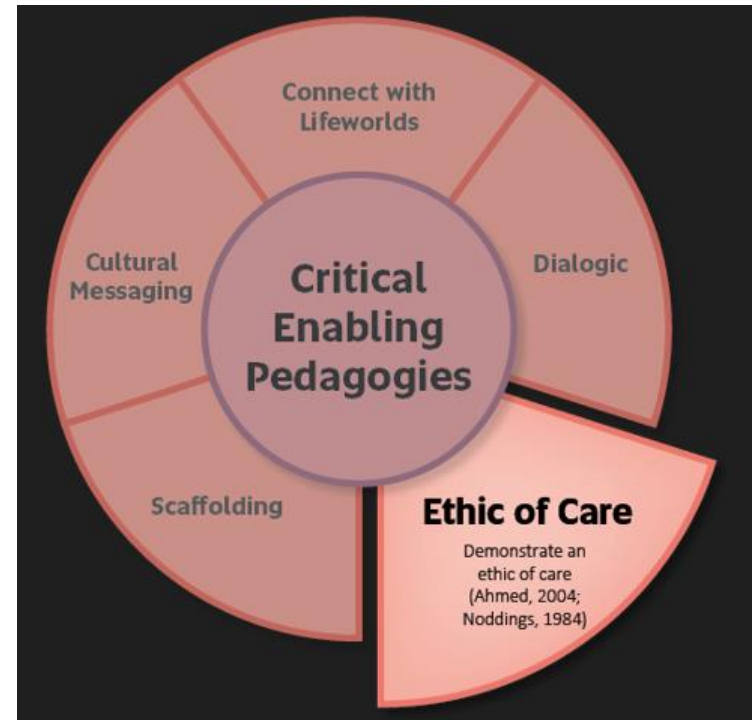 Connect with
Lifeworlds
Cultural
Messaging
Dialogic
Critical
Enabling
Pedagogies
Scaffolding
Ethic of Care
Demonstrate an
ethic of care
(Ahmed, 2004;
Noddings, 1984)